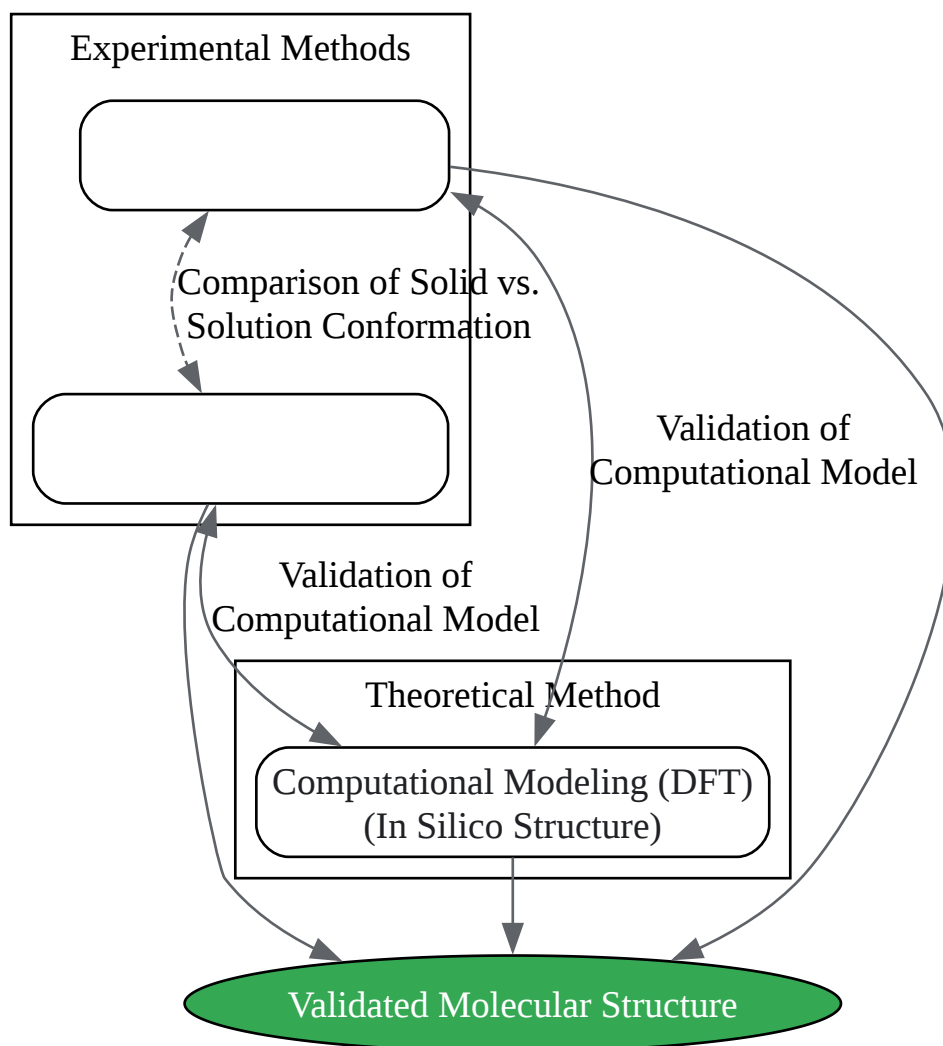 Experimental Methods
Comparison of Solid vs.
Solution Conformation
Validation of
Computational Model
Validation of
Computational Model
Theoretical Method
Computational Modeling (DFT)
(In Silico Structure)
Validated Molecular Structure